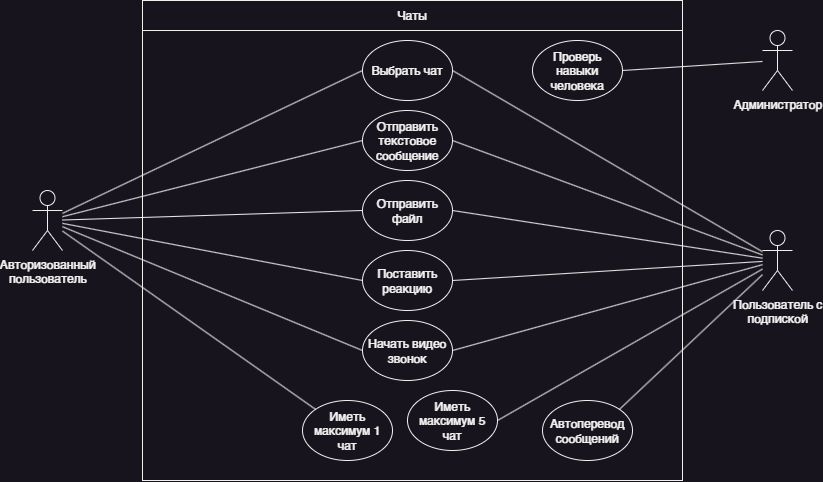 Чаты
Выбрать чат
Проверь
навыки
человека
Администратор
Отправить
текстовое
сообщение
Отправить
файл
Авторизованный
пользователь
Поставить
реакцию
Пользователь с
подпиской
Начать видео
звонок
Иметь
максимум 1
чат
Иметь
максимум 5
чат
Автоперевод
сообщений